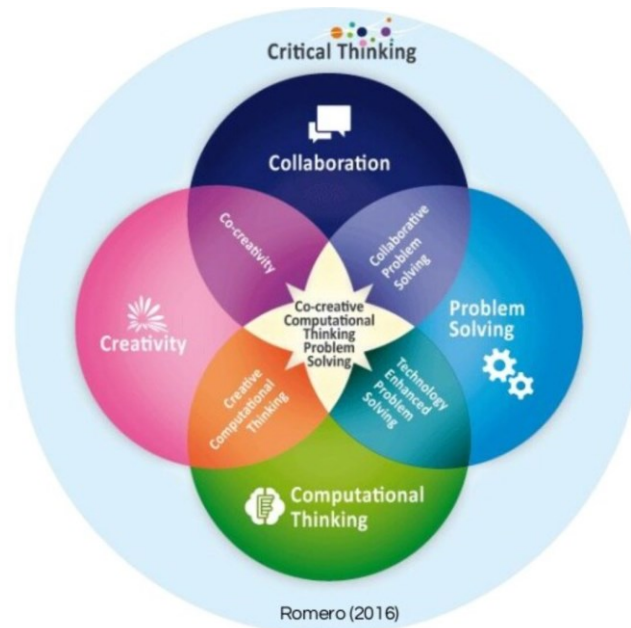 Critical Thinking
Collaboration
Co-creativity
Collaborative
Problem
Solving
Creativity
Co-creative
Computational
Thinking
Problem
Solving
Problem
Solving
Creative
Computational
Thinking
Technology
Enhanced
Problem
Solving
Computational
Thinking
Romero (2016)